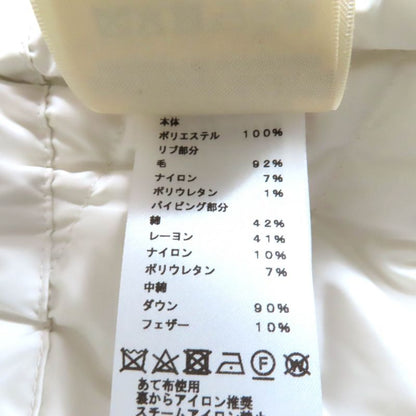 本体
ポリエステル 100%
リブ部分
毛 92%
ナイロン 7%
ポリウレタン 1%
パイピング部分
綿 42%
レーヨン 41%
ナイロン 10%
ポリウレタン 7%
中綿
ダウン 90%
フェザー 10%
F W
あて布使用
裏からアイロン推奨
スチームアイロン禁止